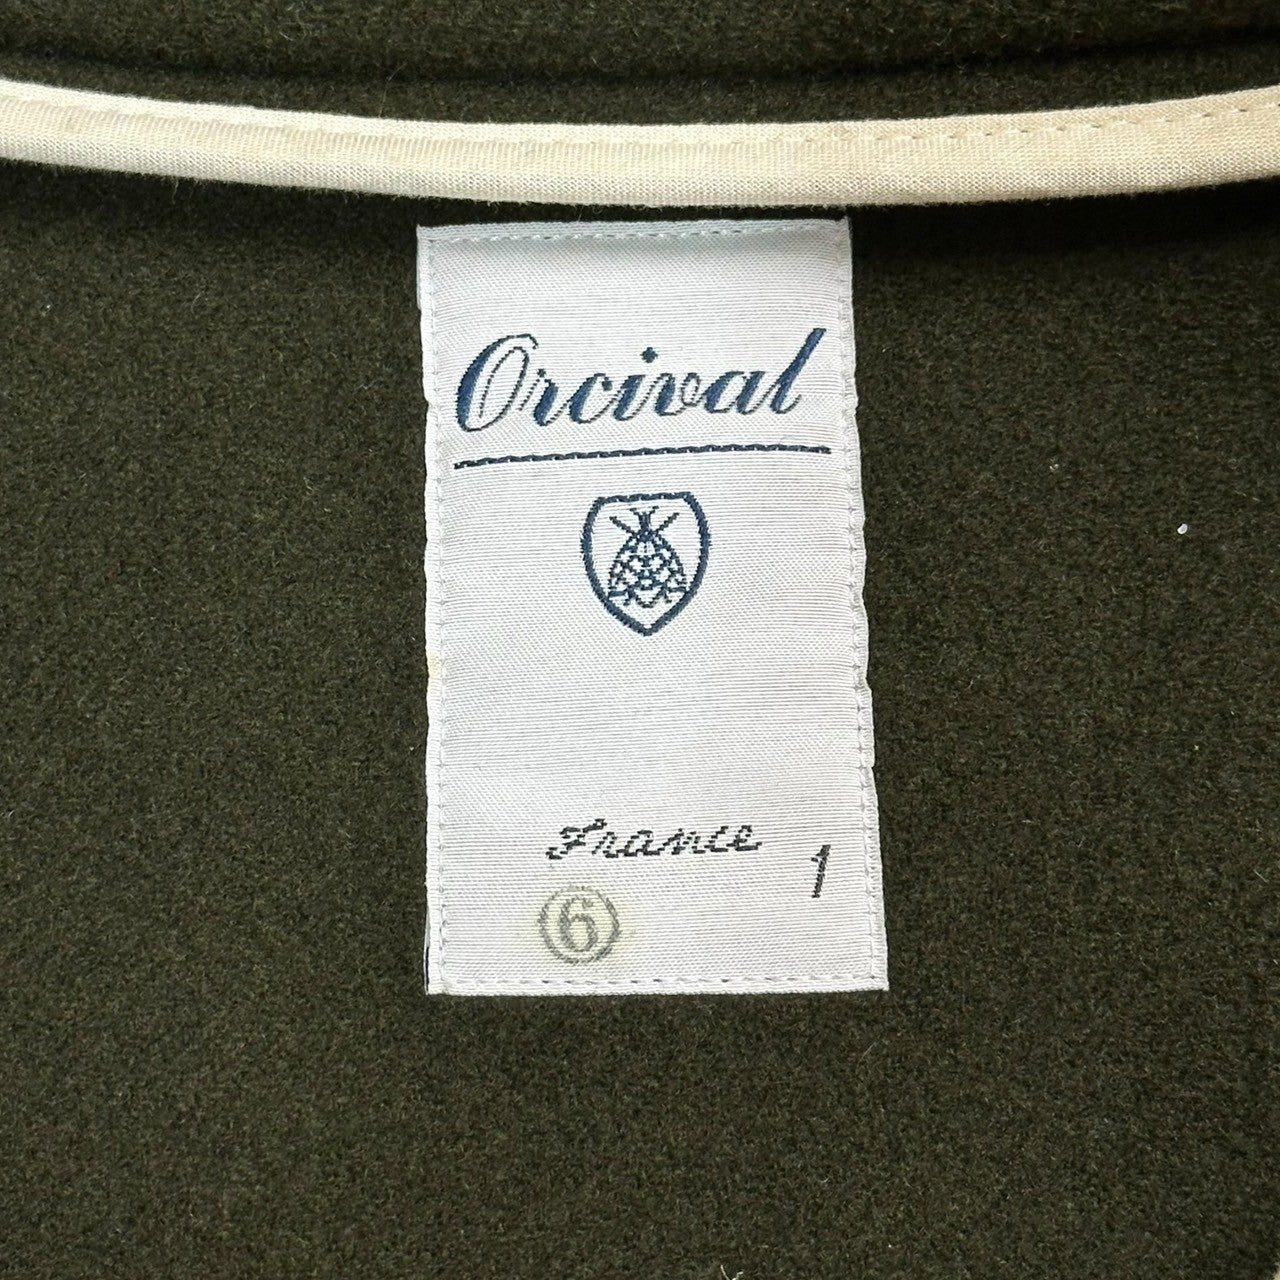 Orcival
France
1
⑥